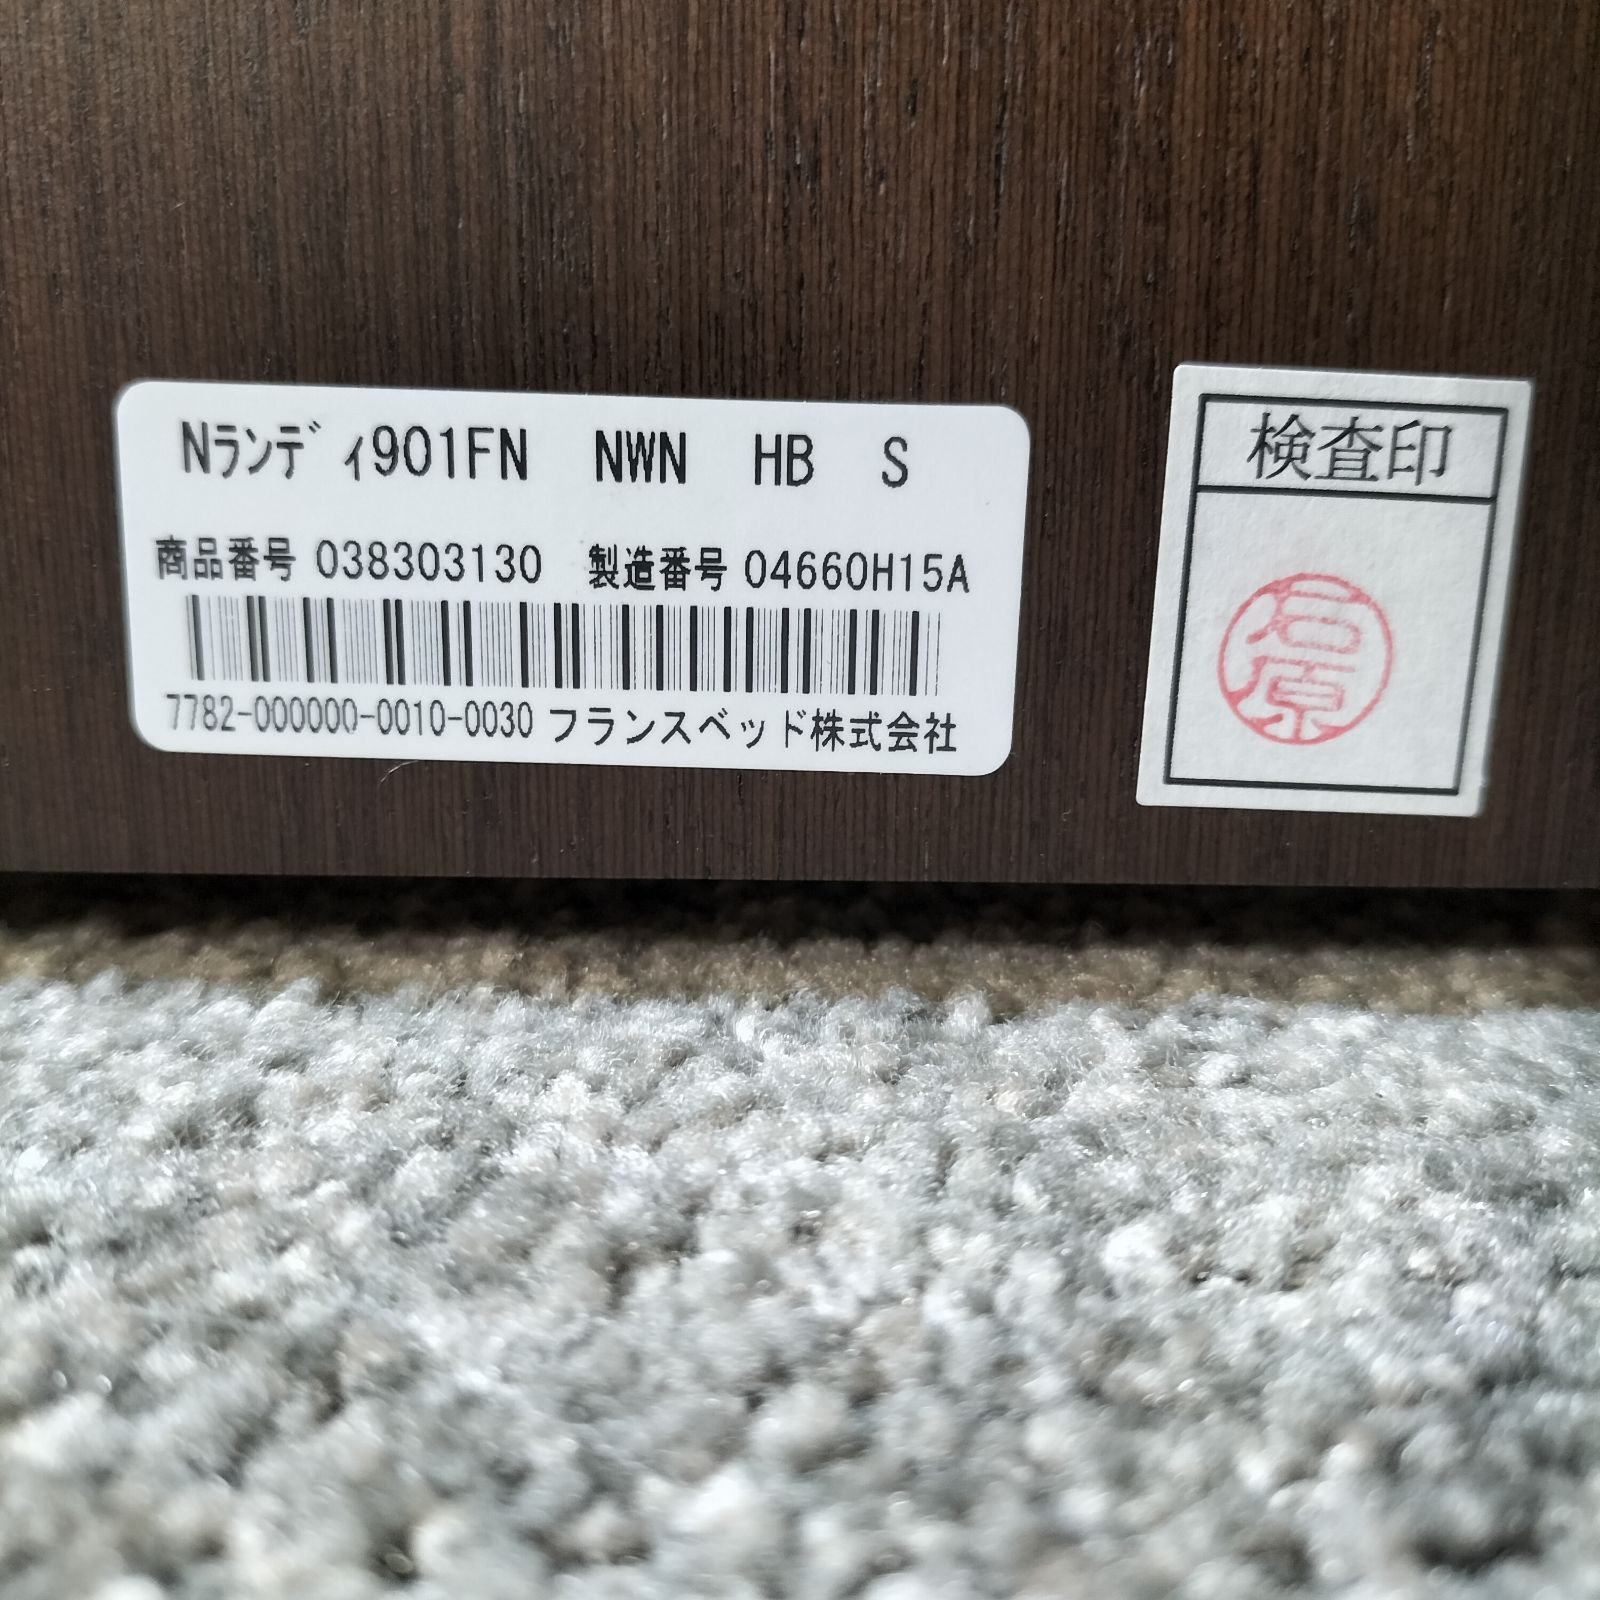 Nﾗﾝﾃﾞｨ901FN NWN HB S
商品番号 038303130 製造番号 04660H15A
7782-000000-0010-0030 フランスベッド株式会社
検査印
石原